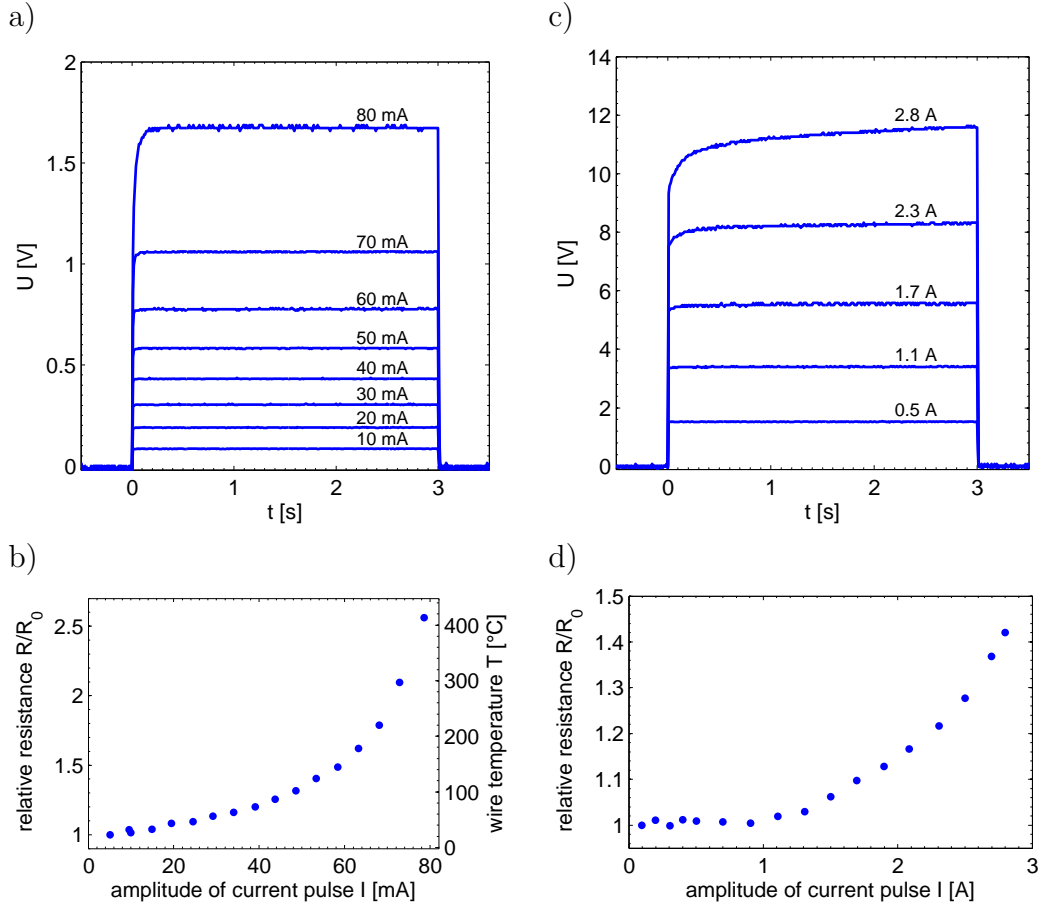 a)
2
1.5
1
0.5
0
U [V]
80 mA
70 mA
60 mA
50 mA
40 mA
30 mA
20 mA
10 mA
0 1 2 3
t [s]
c)
14
12
10
8
6
4
2
0
U [V]
2.8 A
2.3 A
1.7 A
1.1 A
0.5 A
0 1 2 3
t [s]
b)
2.5
2
1.5
1
relative resistance R/R0
400
300
200
100
0
wire temperature T [°C]
0 20 40 60 80
amplitude of current pulse I [mA]
d)
1.5
1.4
1.3
1.2
1.1
1
relative resistance R/R0
0 1 2 3
amplitude of current pulse I [A]